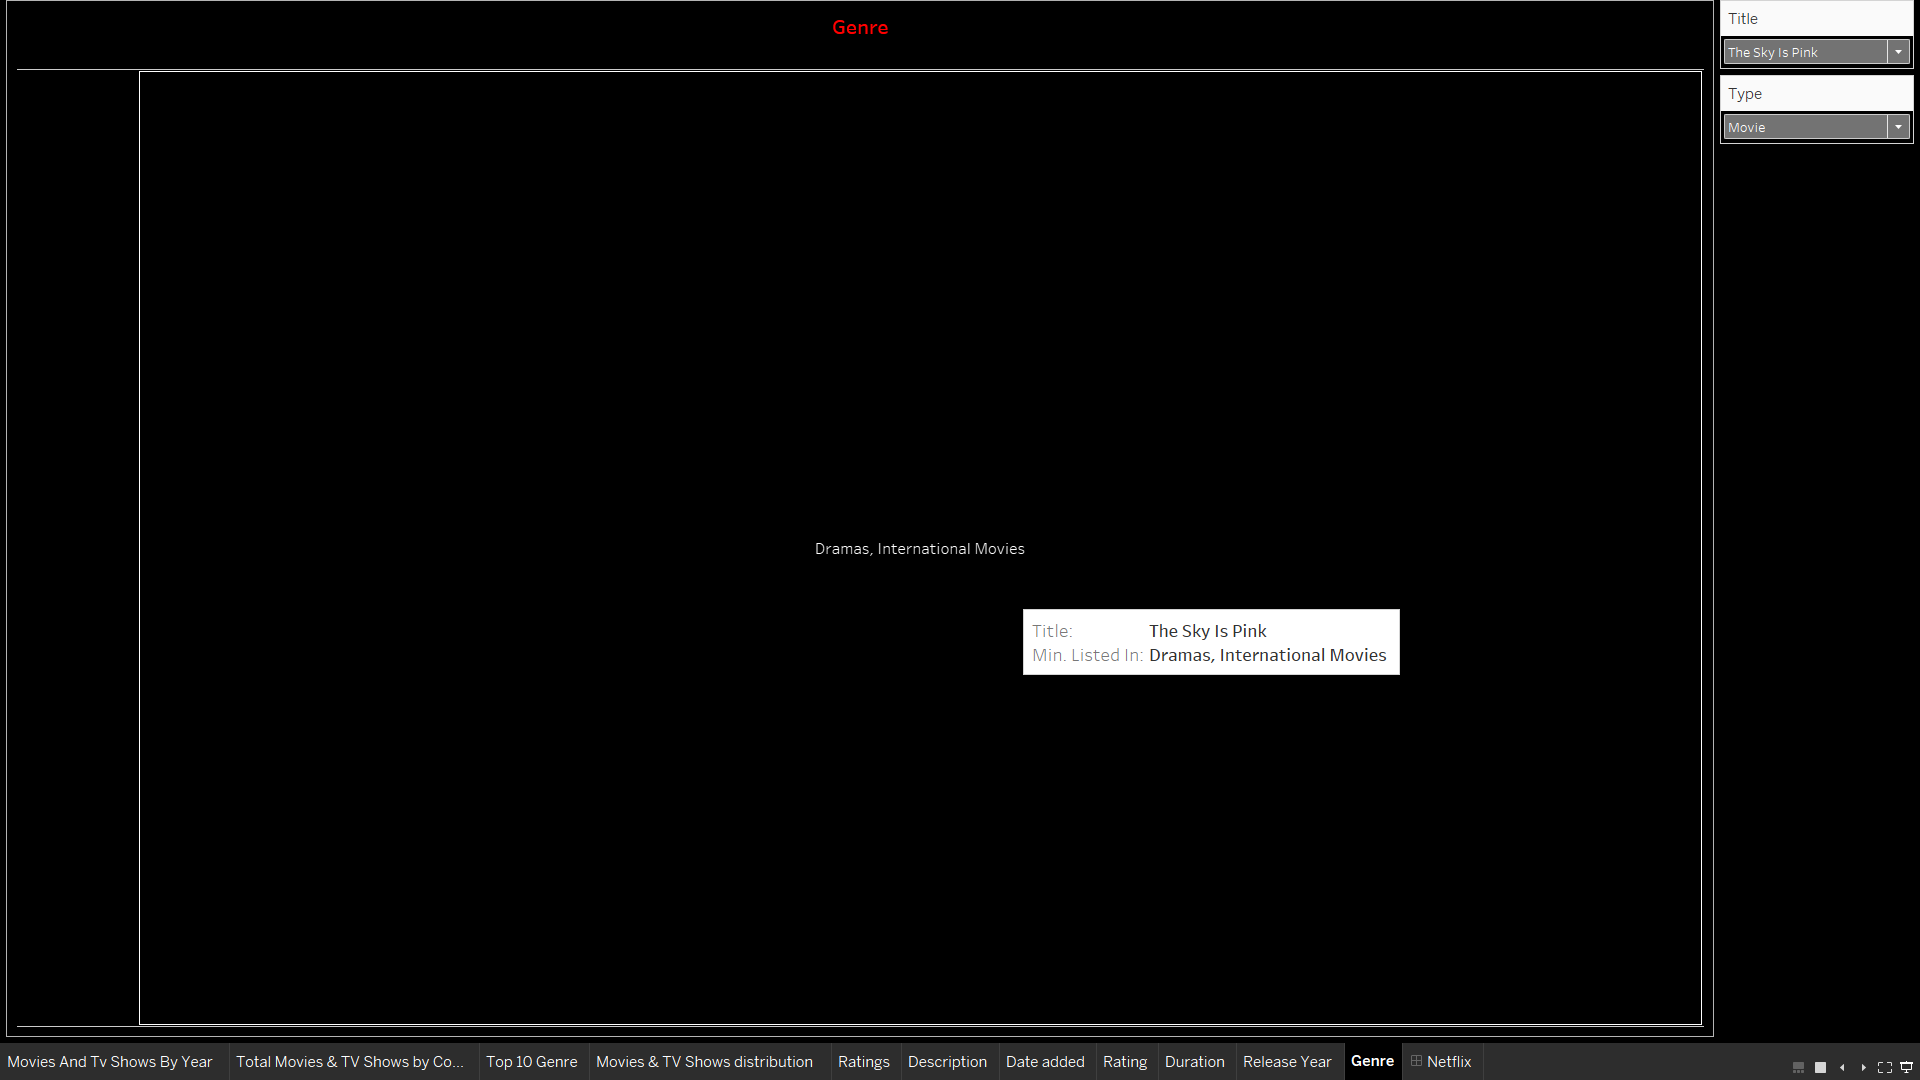 Genre
Title
The Sky Is Pink
Type
Movie
Dramas, International Movies
Title: The Sky Is Pink
Min. Listed In: Dramas, International Movies
Movies And Tv Shows By Year Total Movies & TV Shows by Co... Top 10 Genre Movies & TV Shows distribution Ratings Description Date added Rating Duration Release Year Genre Netflix